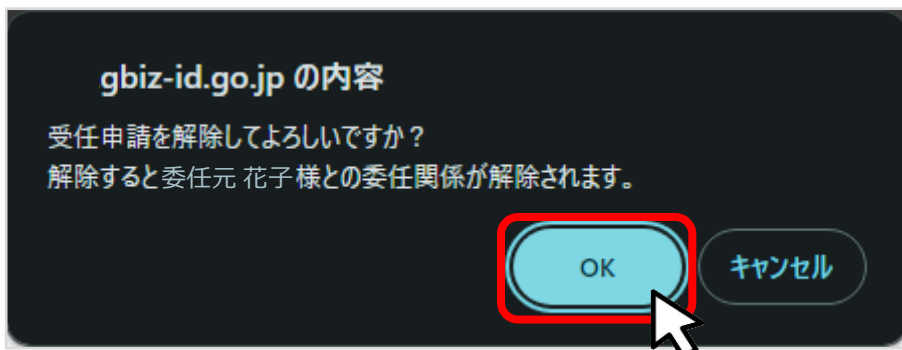 gbiz-id.go.jp の内容
受任申請を解除してよろしいですか？
解除すると委任元 花子様との委任関係が解除されます。
OK
キャンセル